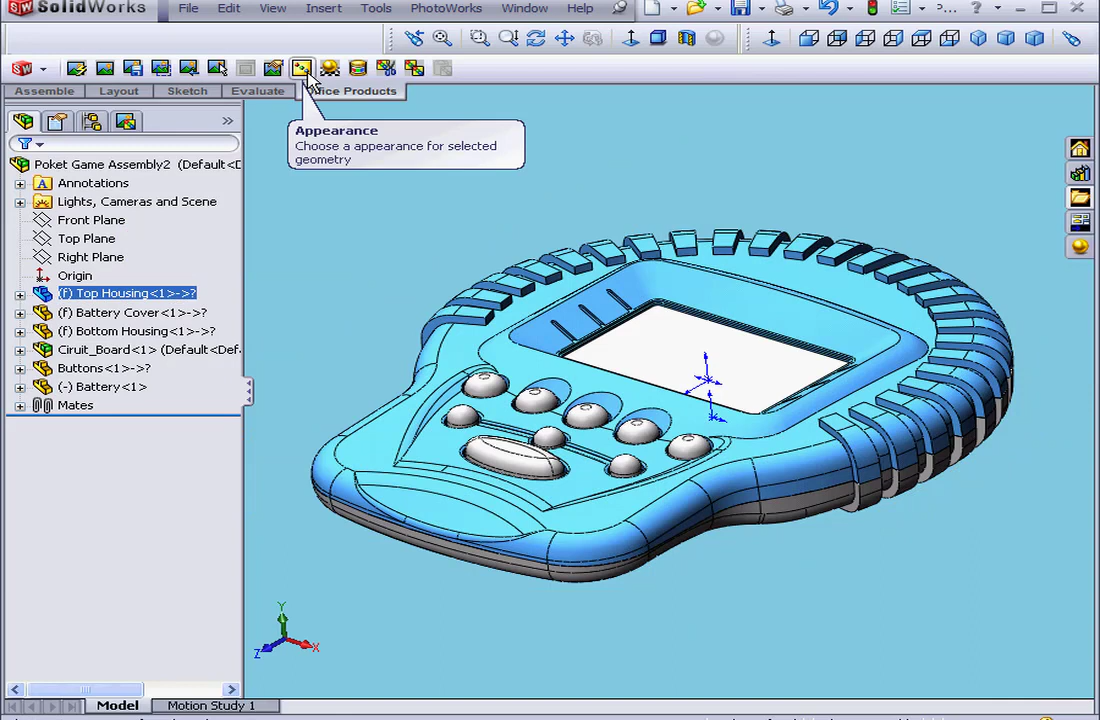 SW SolidWorks File Edit View Insert Tools PhotoWorks Window Help P... ?
SW
Assemble Layout Sketch Evaluate ice Products
Appearance
Choose a appearance for selected
geometry
»
Poket Game Assembly2 (Default<D
A Annotations
Lights, Cameras and Scene
Front Plane
Top Plane
Right Plane
Origin
(f) Top Housing<1>->?
(f) Battery Cover<1>->?
(f) Bottom Housing<1>->?
Ciruit_Board<1> (Default<Def
Buttons<1>->?
(-) Battery<1>
Mates
Y
Z X
Model Motion Study 1